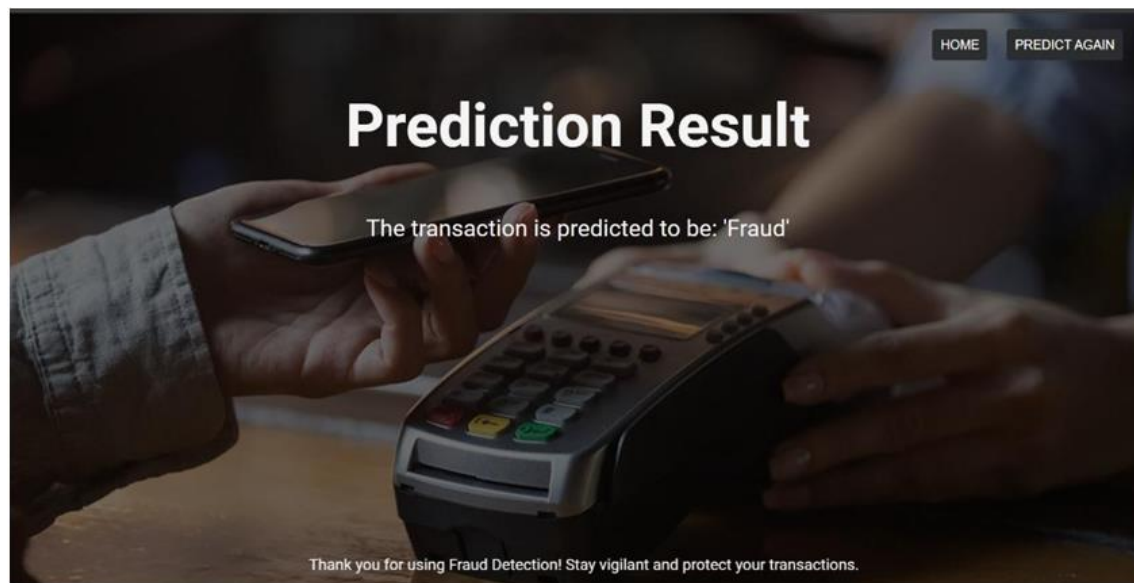 HOME PREDICT AGAIN
Prediction Result
The transaction is predicted to be: 'Fraud'
Thank you for using Fraud Detection! Stay vigilant and protect your transactions.